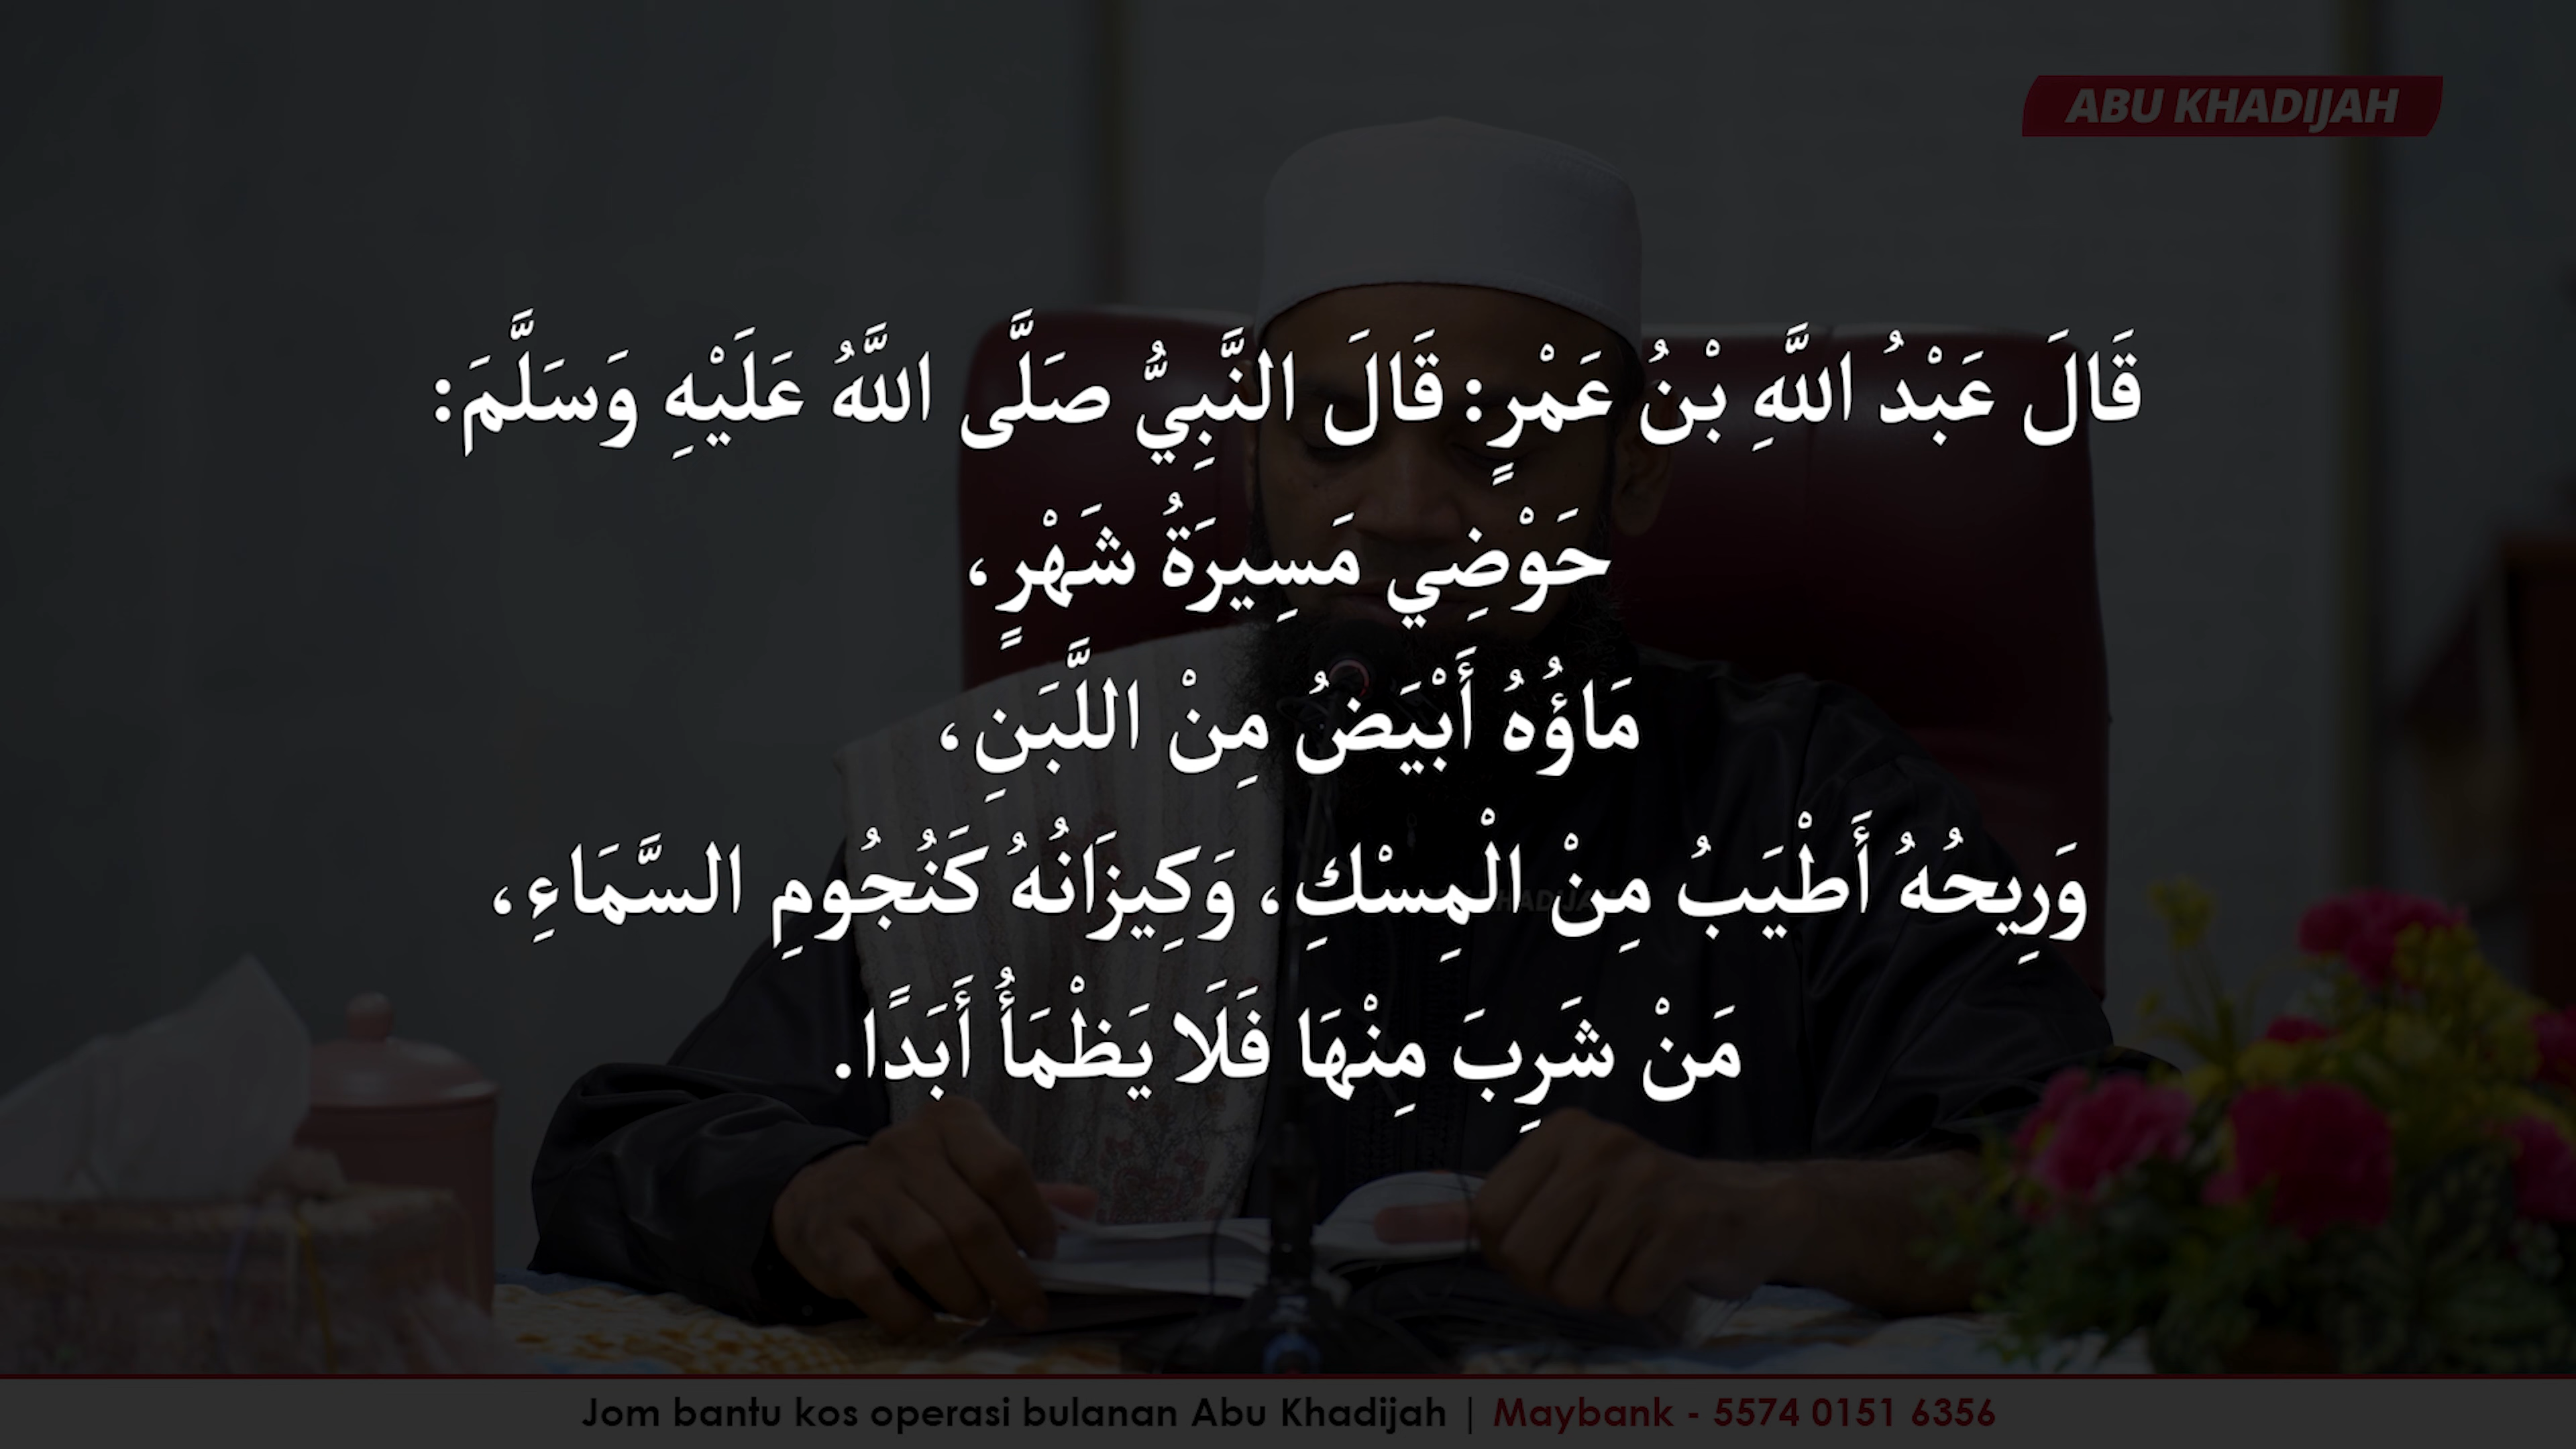 ABU KHADIJAH
قَالَ عَبْدُ اللَّهِ بْنُ عَمْرٍ: قَالَ النَّبِيُّ صَلَّى اللَّهُ عَلَيْهِ وَسَلَّمَ:
حَوْضِي مَسِيرَةُ شَهْرٍ،
مَاؤُهُ أَبْيَضُ مِنْ اللَّبَنِ،
وَرِيحُهُ أَطْيَبُ مِنْ الْمِسْكِ، وَكِيزَانُهُ كَنُجُومِ السَّمَاءِ،
مَنْ شَرِبَ مِنْهَا فَلَا يَظْمَأُ أَبَدًا.
Jom bantu kos operasi bulanan Abu Khadijah | Maybank - 5574 0151 6356